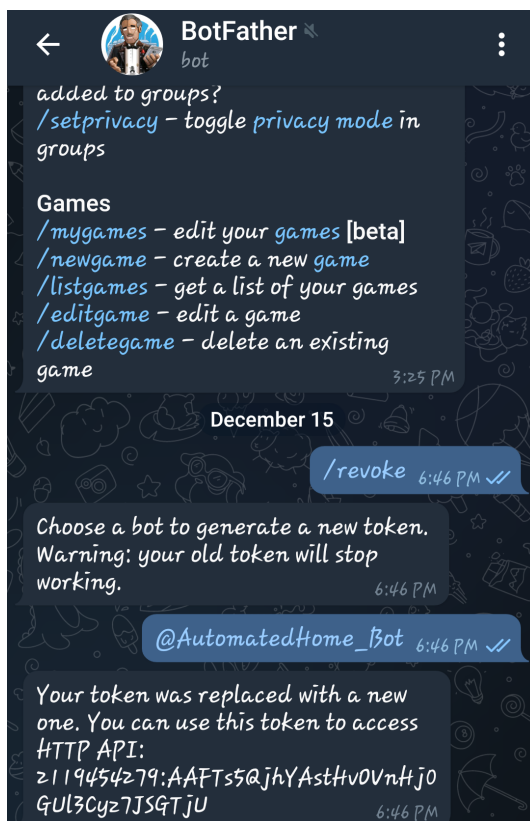 BotFather
bot
added to groups?
/setprivacy – toggle privacy mode in
groups
Games
/mygames – edit your games [beta]
/newgame – create a new game
/listgames – get a list of your games
/editgame – edit a game
/deletegame – delete an existing
game
3:25 PM
December 15
/revoke 6:46 PM
Choose a bot to generate a new token.
Warning: your old token will stop
working.
6:46 PM
@AutomatedHome_Bot 6:46 PM
Your token was replaced with a new
one. You can use this token to access
HTTP API:
6:46 PM